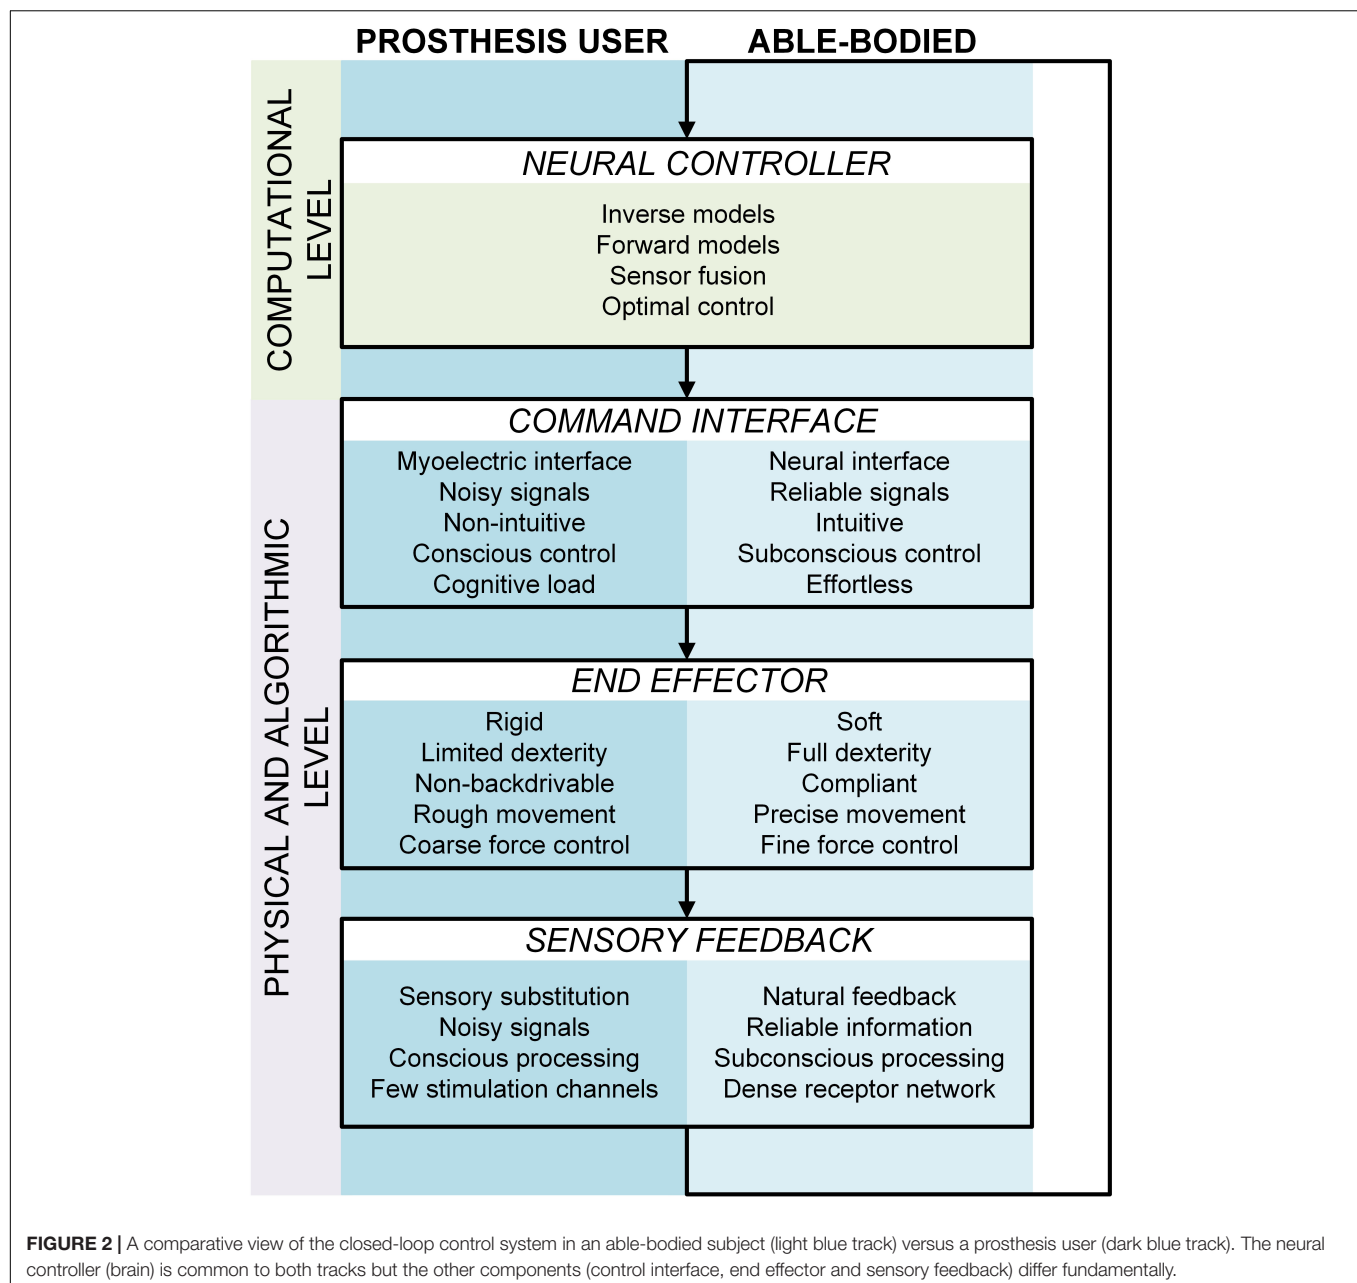 PROSTHESIS USER ABLE-BODIED
COMPUTATIONAL
LEVEL
NEURAL CONTROLLER
Inverse models
Forward models
Sensor fusion
Optimal control
PHYSICAL AND ALGORITHMIC
LEVEL
COMMAND INTERFACE
Myoelectric interface
Noisy signals
Non-intuitive
Conscious control
Cognitive load
Neural interface
Reliable signals
Intuitive
Subconscious control
Effortless
END EFFECTOR
Rigid
Limited dexterity
Non-backdrivable
Rough movement
Coarse force control
Soft
Full dexterity
Compliant
Precise movement
Fine force control
SENSORY FEEDBACK
Sensory substitution
Noisy signals
Conscious processing
Few stimulation channels
Natural feedback
Reliable information
Subconscious processing
Dense receptor network
FIGURE 2 | A comparative view of the closed-loop control system in an able-bodied subject (light blue track) versus a prosthesis user (dark blue track). The neural
controller (brain) is common to both tracks but the other components (control interface, end effector and sensory feedback) differ fundamentally.